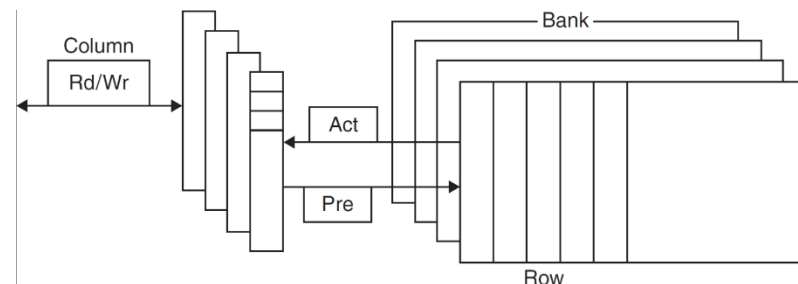 Bank
Column
Rd/Wr
Act
Pre
Row